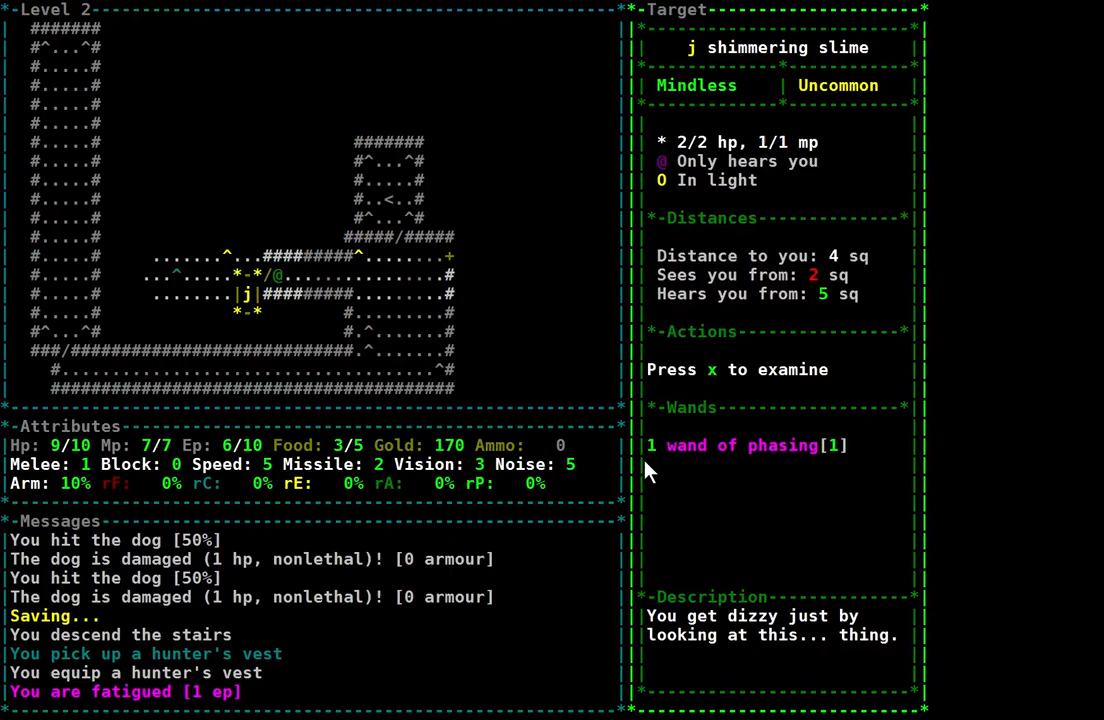 *-Level 2--------------------------------------------------------*
#######
#^...^#
#.....#
#.....#
#.....#
#.....#
#.....#                         #######
#.....#                         #^...^#
#.....#                         #.....#
#.....#                         #..<..#
#.....#                         #^...^#
#.....#                        #####/#####
#.....#     .......^...##########^........+
#.....#    ...^.....*-*/@.................#
#.....#     ........|j|##########.........#
#.....#             *-*        #.........#
#^...^#                        #.^.......#
###/############################.^.......#
#...................................^#
##########################################
*-Attributes-----------------------------------------------------*
Hp: 9/10 Mp: 7/7 Ep: 6/10 Food: 3/5 Gold: 170 Ammo:   0
Melee: 1 Block: 0 Speed: 5 Missile: 2 Vision: 3 Noise: 5
Arm: 10% rF:   0% rC:   0% rE:   0% rA:   0% rP:   0%
*-Messages-------------------------------------------------------*
You hit the dog [50%]
The dog is damaged (1 hp, nonlethal)! [0 armour]
You hit the dog [50%]
The dog is damaged (1 hp, nonlethal)! [0 armour]
Saving...
You descend the stairs
You pick up a hunter's vest
You equip a hunter's vest
You are fatigued [1 ep]
*-Target-----------------------*
j shimmering slime
Mindless | Uncommon
* 2/2 hp, 1/1 mp
@ Only hears you
O In light
*-Distances---------------*
Distance to you: 4 sq
Sees you from: 2 sq
Hears you from: 5 sq
*-Actions-----------------*
Press x to examine
*-Wands-------------------*
1 wand of phasing[1]
*-Description-------------*
You get dizzy just by
looking at this... thing.